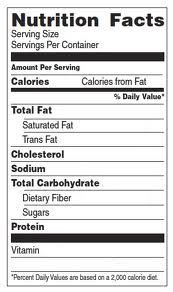 Nutrition Facts
Serving Size
Servings Per Container
Amount Per Serving
Calories Calories from Fat
% Daily Value*
Total Fat
Saturated Fat
Trans Fat
Cholesterol
Sodium
Total Carbohydrate
Dietary Fiber
Sugars
Protein
Vitamin
*Percent Daily Values are based on a 2,000 calorie diet.